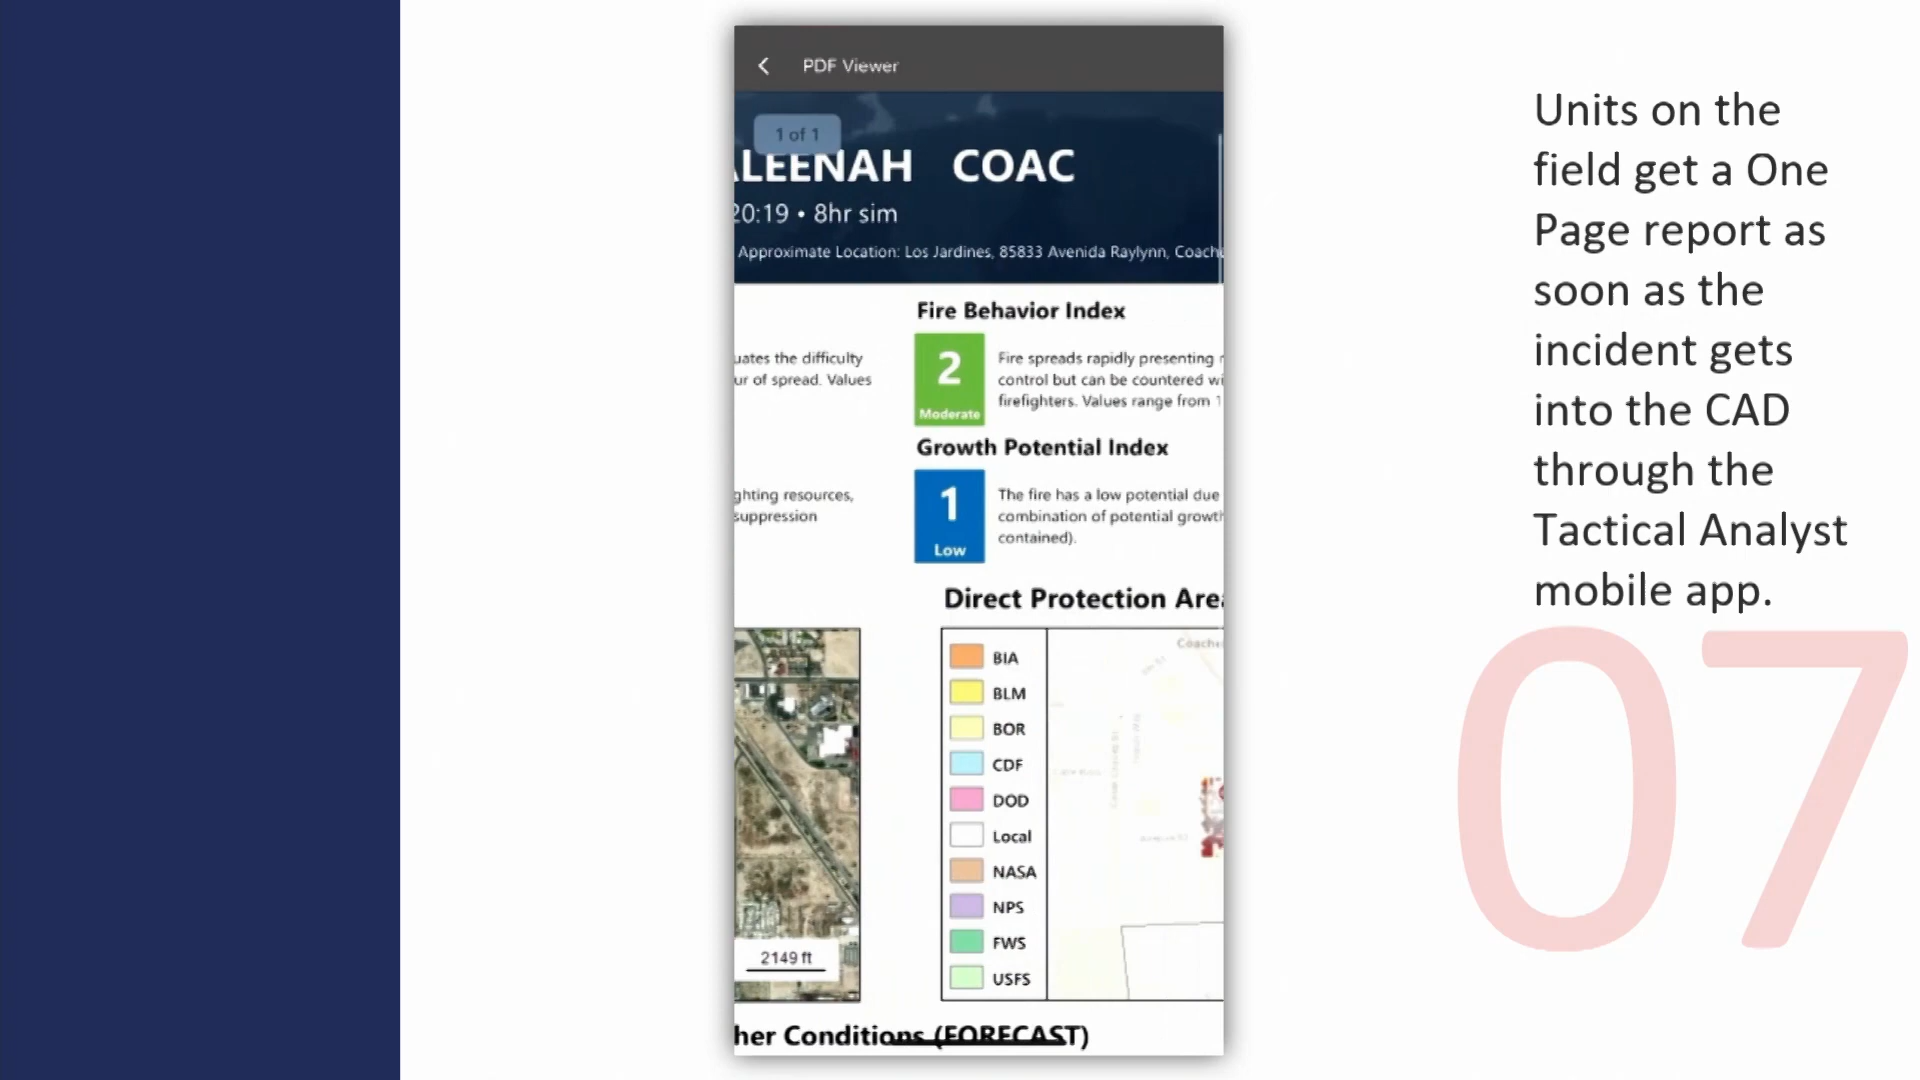 PDF Viewer
1 of 1
ALEENAH COAC
20:19 • 8hr sim
Approximate Location: Los Jardines, 85833 Avenida Raylynn, Coach
Fire Behavior Index
2
Moderate
uates the difficulty
ur of spread. Values
Fire spreads rapidly presenting
control but can be countered wi
firefighters. Values range from 1
Growth Potential Index
1
Low
ghting resources,
suppression
The fire has a low potential due
combination of potential growth
contained).
Direct Protection Area
BIA
BLM
BOR
CDF
DOD
Local
NASA
NPS
FWS
USFS
Coache
2149 ft
her Conditions (FORECAST)
Units on the
field get a One
Page report as
soon as the
incident gets
into the CAD
through the
Tactical Analyst
mobile app.
07